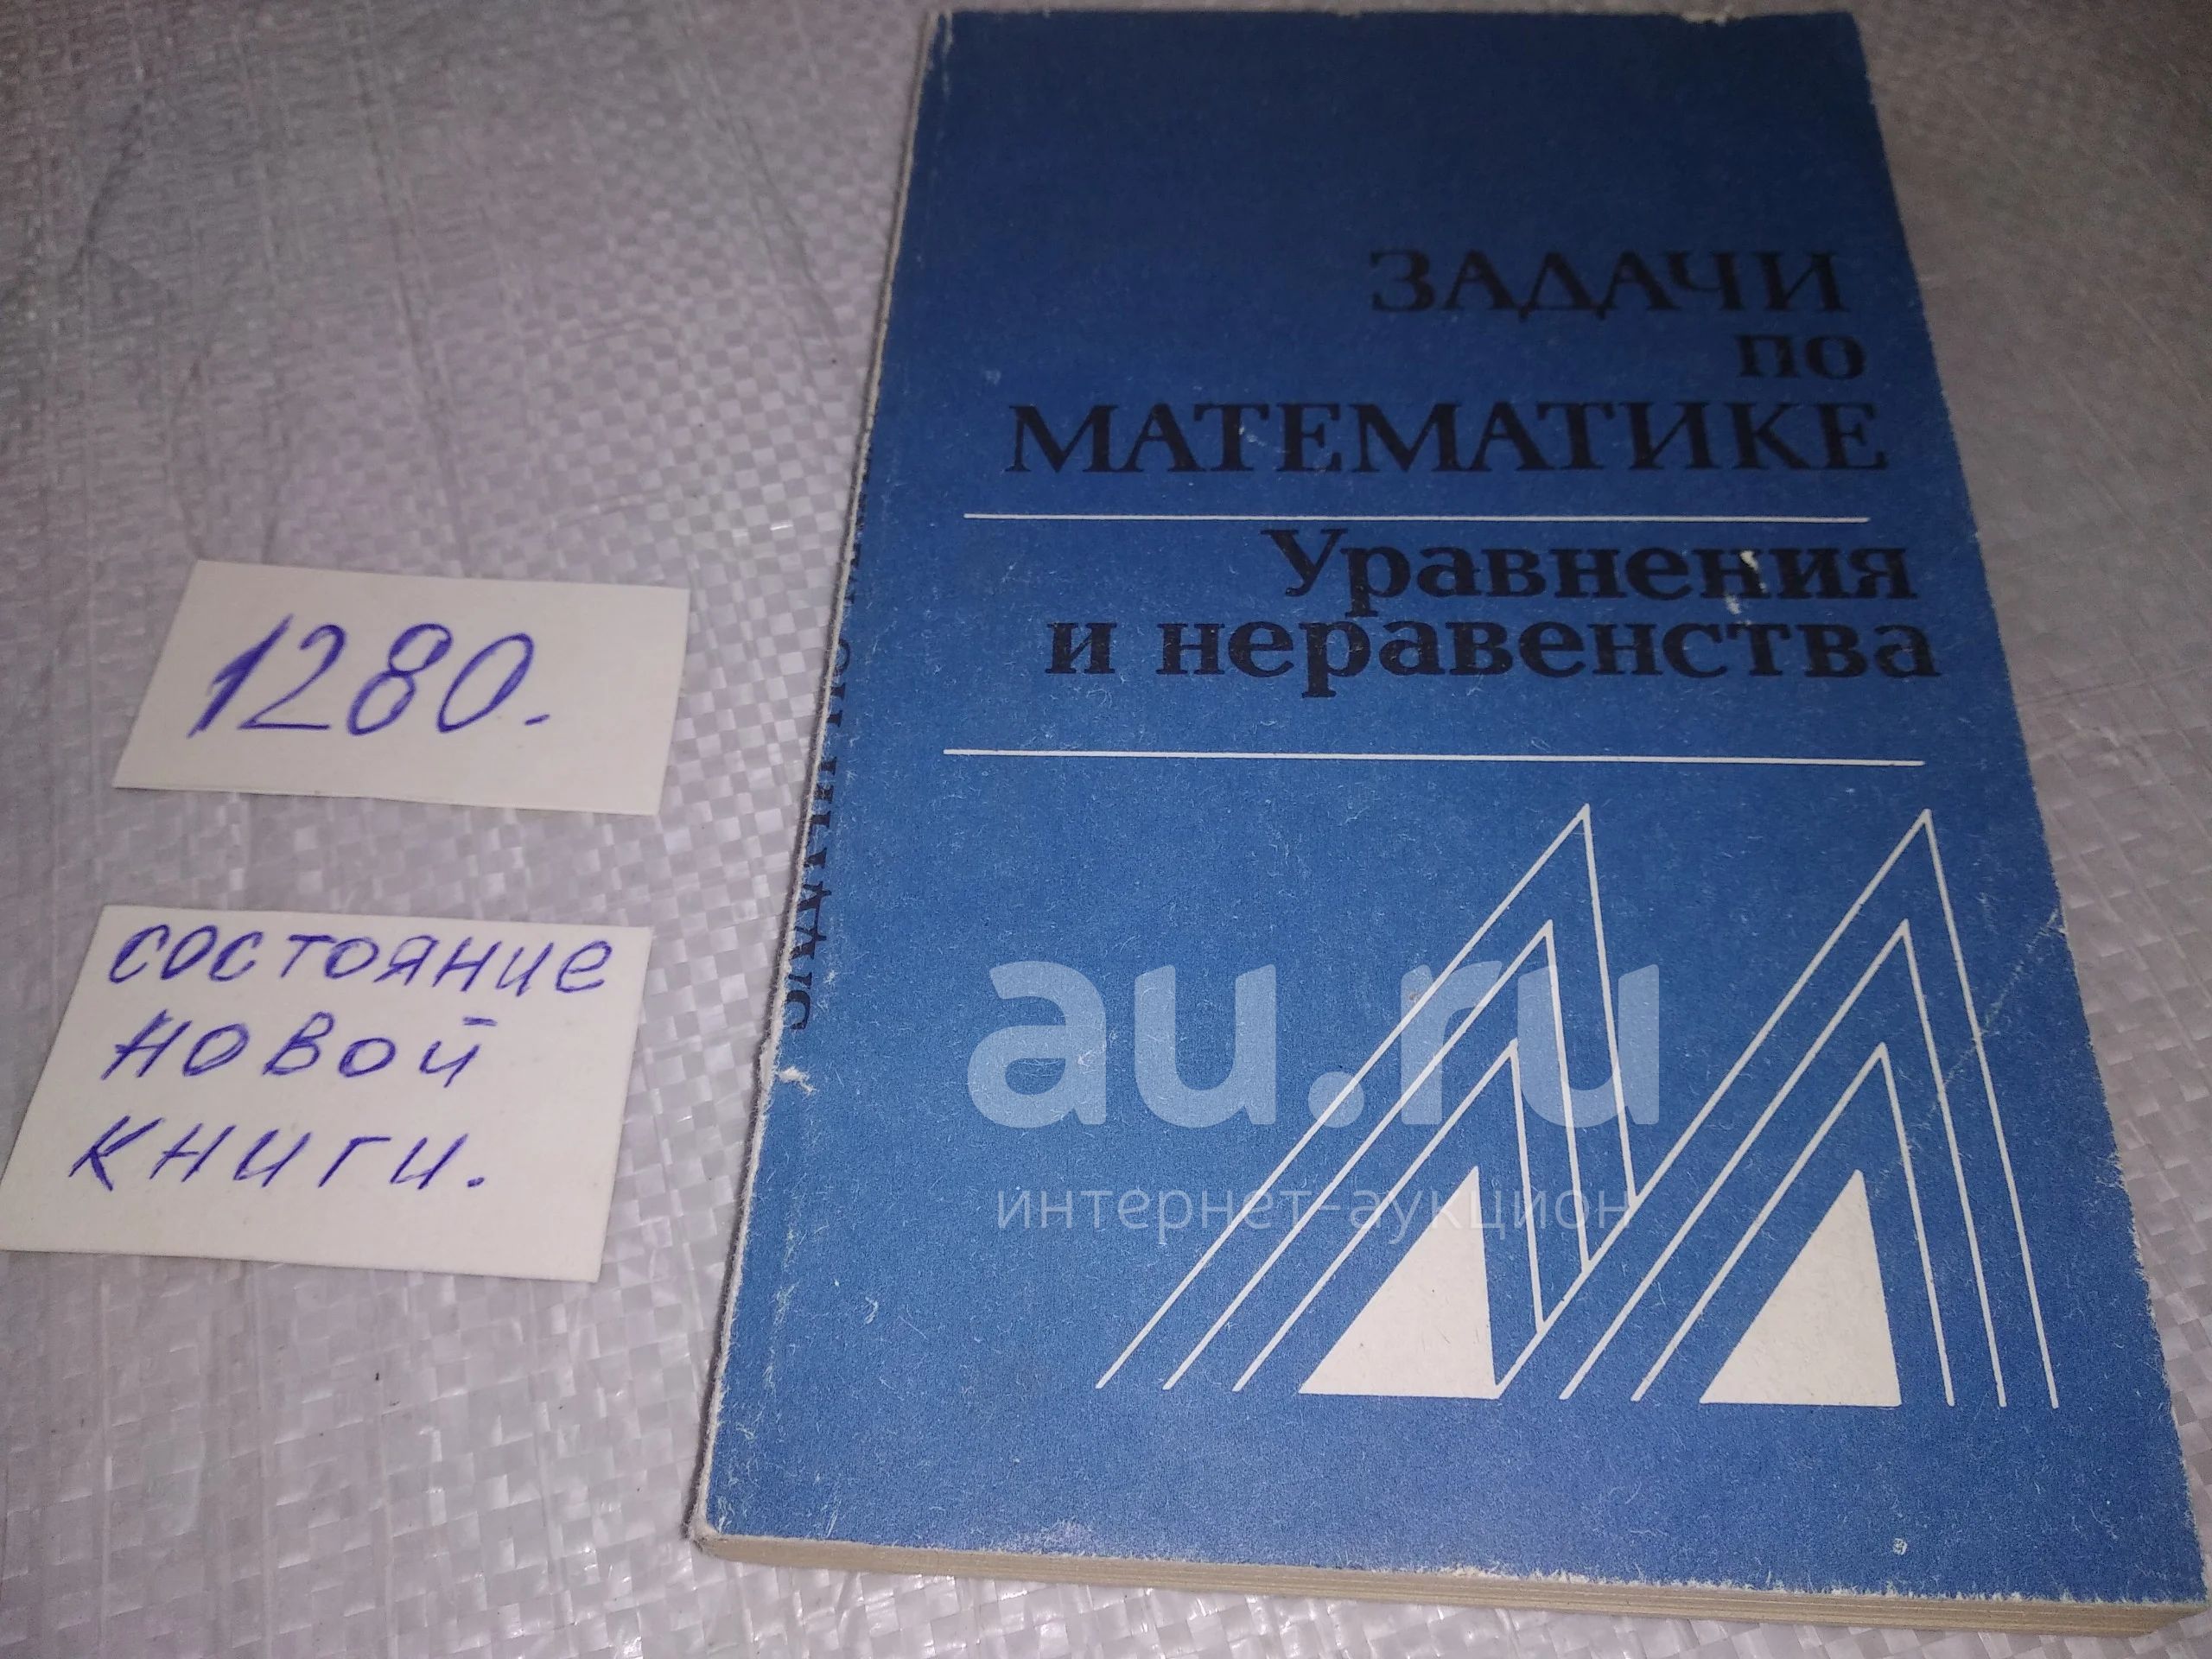 ЗАДАЧИ
ПО
МАТЕМАТИКЕ
Уравнения
и неравенства
1280.
состояние
новой
книги.
au.ru
интернет-аукцион